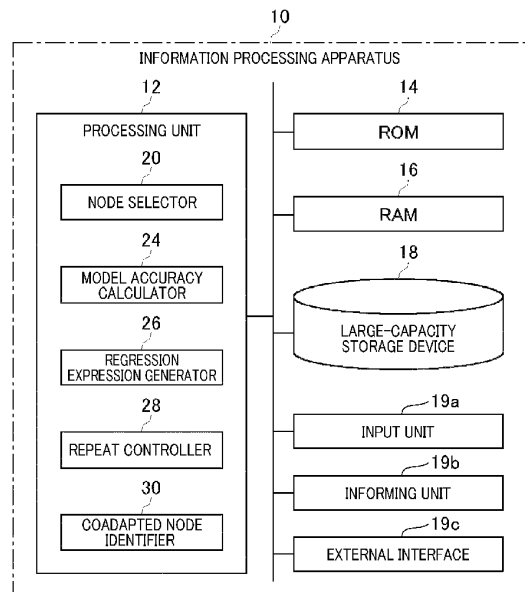 10
INFORMATION PROCESSING APPARATUS
12
PROCESSING UNIT
20
NODE SELECTOR
24
MODEL ACCURACY
CALCULATOR
26
REGRESSION
EXPRESSION GENERATOR
28
REPEAT CONTROLLER
30
COADAPTED NODE
IDENTIFIER
14
ROM
16
RAM
18
LARGE-CAPACITY
STORAGE DEVICE
19a
INPUT UNIT
19b
INFORMING UNIT
19c
EXTERNAL INTERFACE